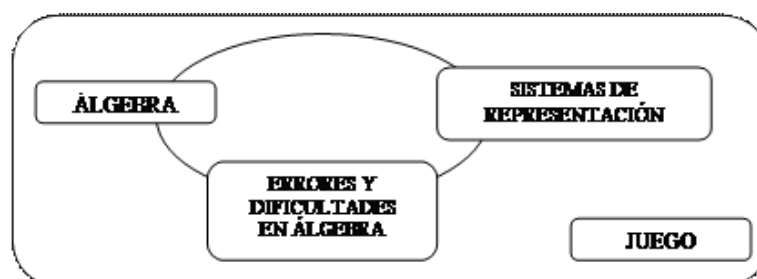 ÁLGEBRA
SISTEMAS DE
REPRESENTACIÓN
ERRORES Y
DIFICULTADES
EN ÁLGEBRA
JUEGO